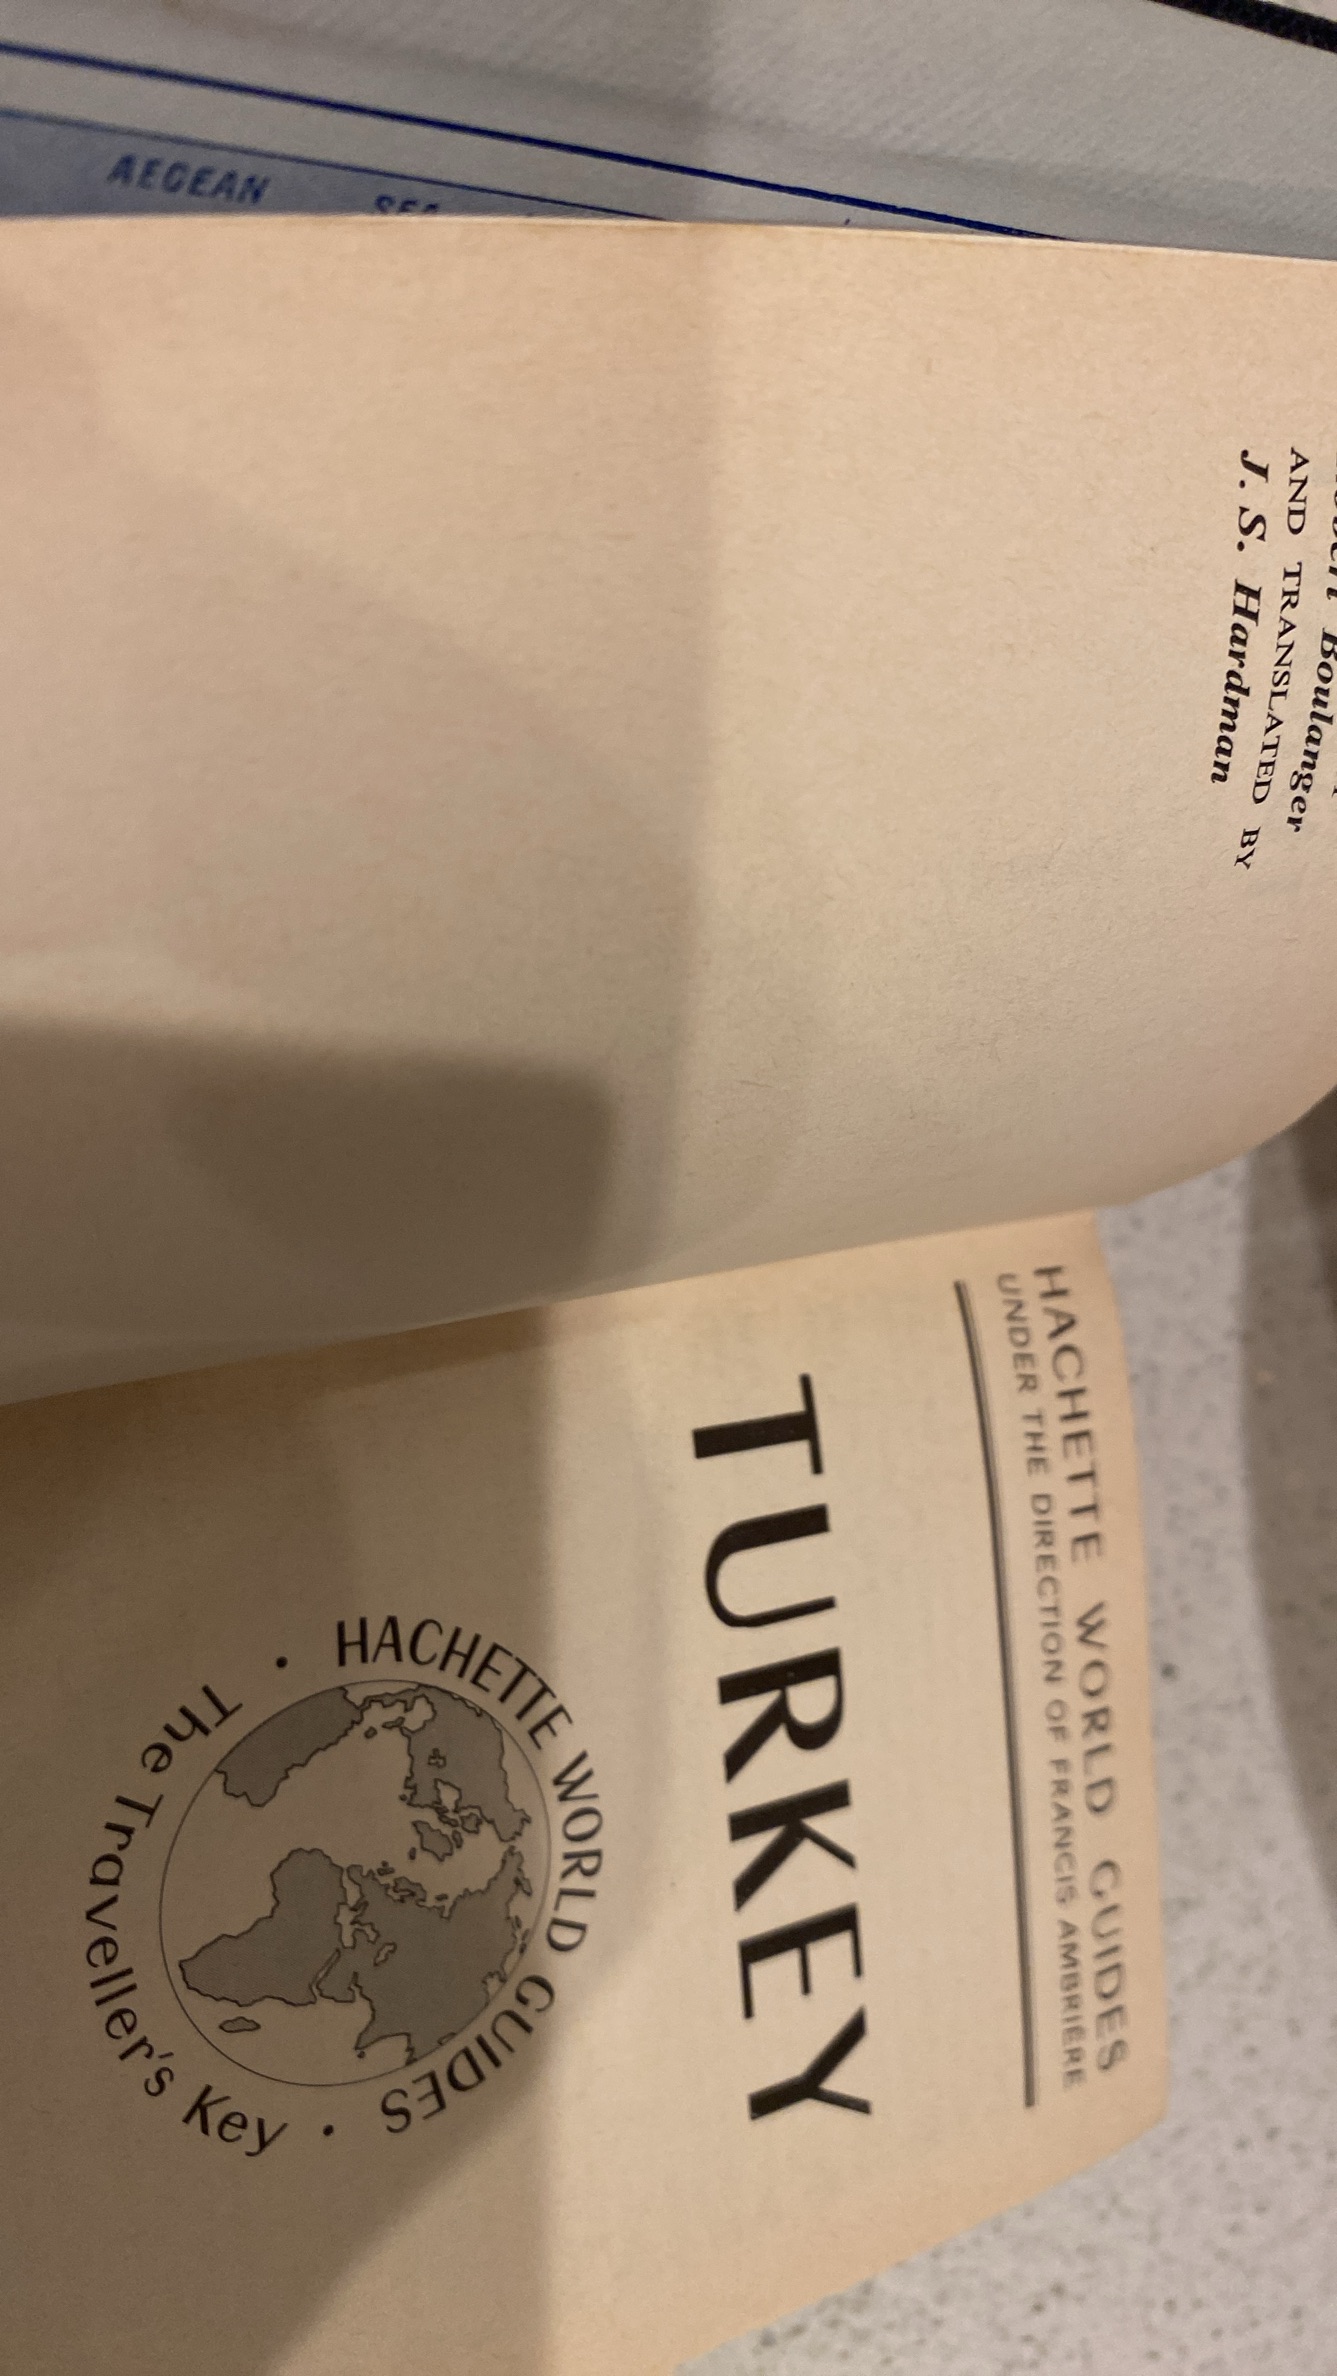 AEGEAN
Boulanger
AND TRANSLATED BY
J. S. Hardman
HACHETTE WORLD GUIDES
UNDER THE DIRECTION OF FRANCIS AMBRIÈRE
TURKEY
HACHETTE WORLD GUIDES ·
The Traveller's Key ·